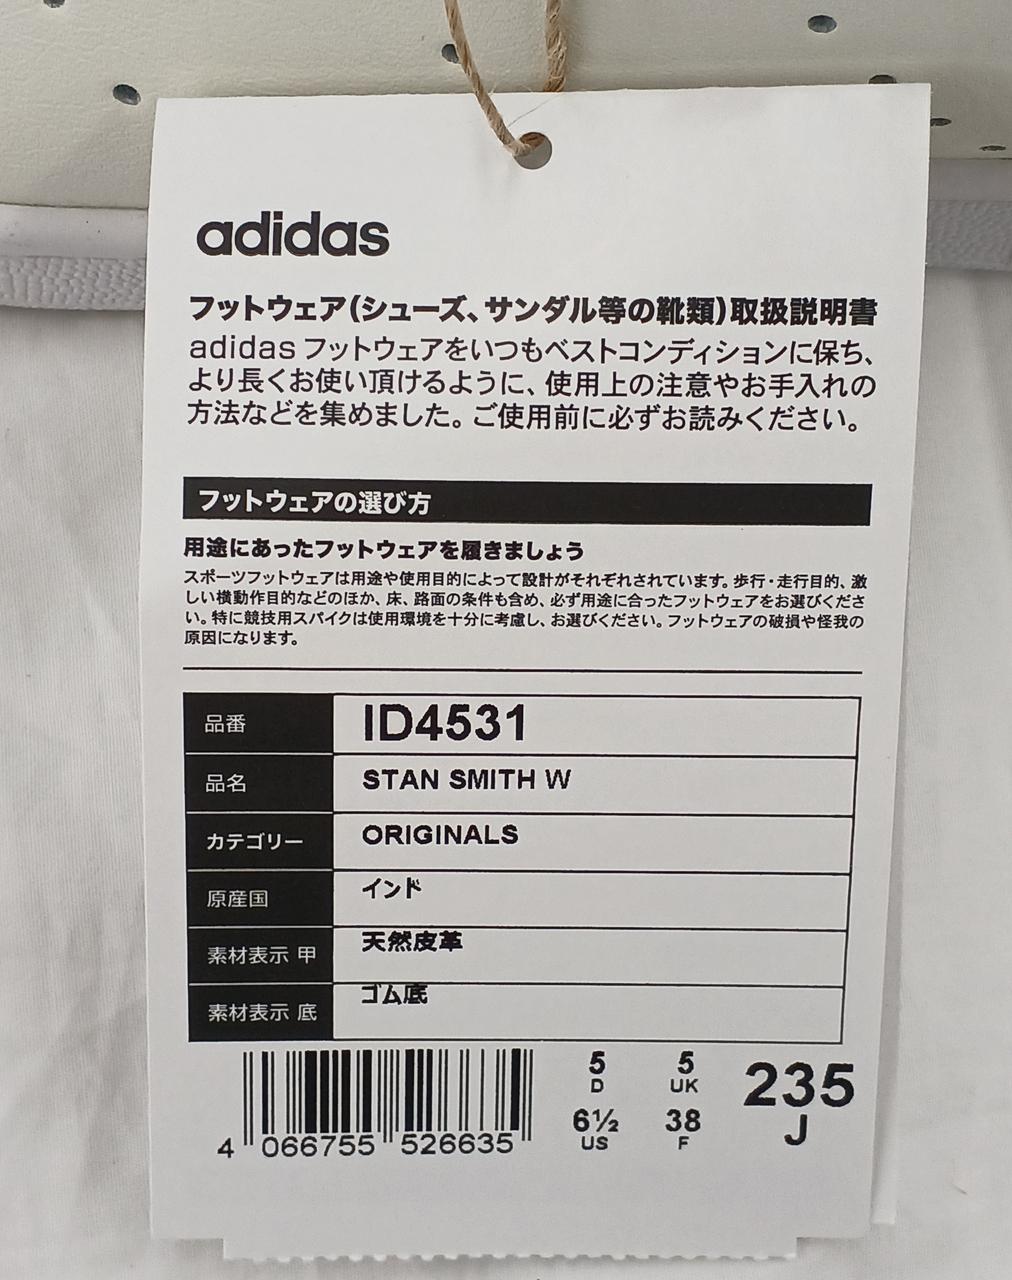 adidas
フットウェア(シューズ、サンダル等の靴類)取扱説明書
adidas フットウェアをいつもベストコンディションに保ち、
より長くお使い頂けるように、使用上の注意やお手入れの
方法などを集めました。ご使用前に必ずお読みください。
フットウェアの選び方
用途にあったフットウェアを履きましょう
スポーツフットウェアは用途や使用目的によって設計がそれぞれされています。歩行・走行目的、激
しい横動作目的などのほか、床、路面の条件も含め、必ず用途に合ったフットウェアをお選びくださ
い。特に競技用スパイクは使用環境を十分に考慮し、お選びください。フットウェアの破損や怪我の
原因になります。
品番 ID4531
品名 STAN SMITH W
カテゴリー ORIGINALS
原産国 インド
素材表示 甲 天然皮革
素材表示 底 ゴム底
5 5 235
D UK J
6½ 38
US F
4 066755 526635